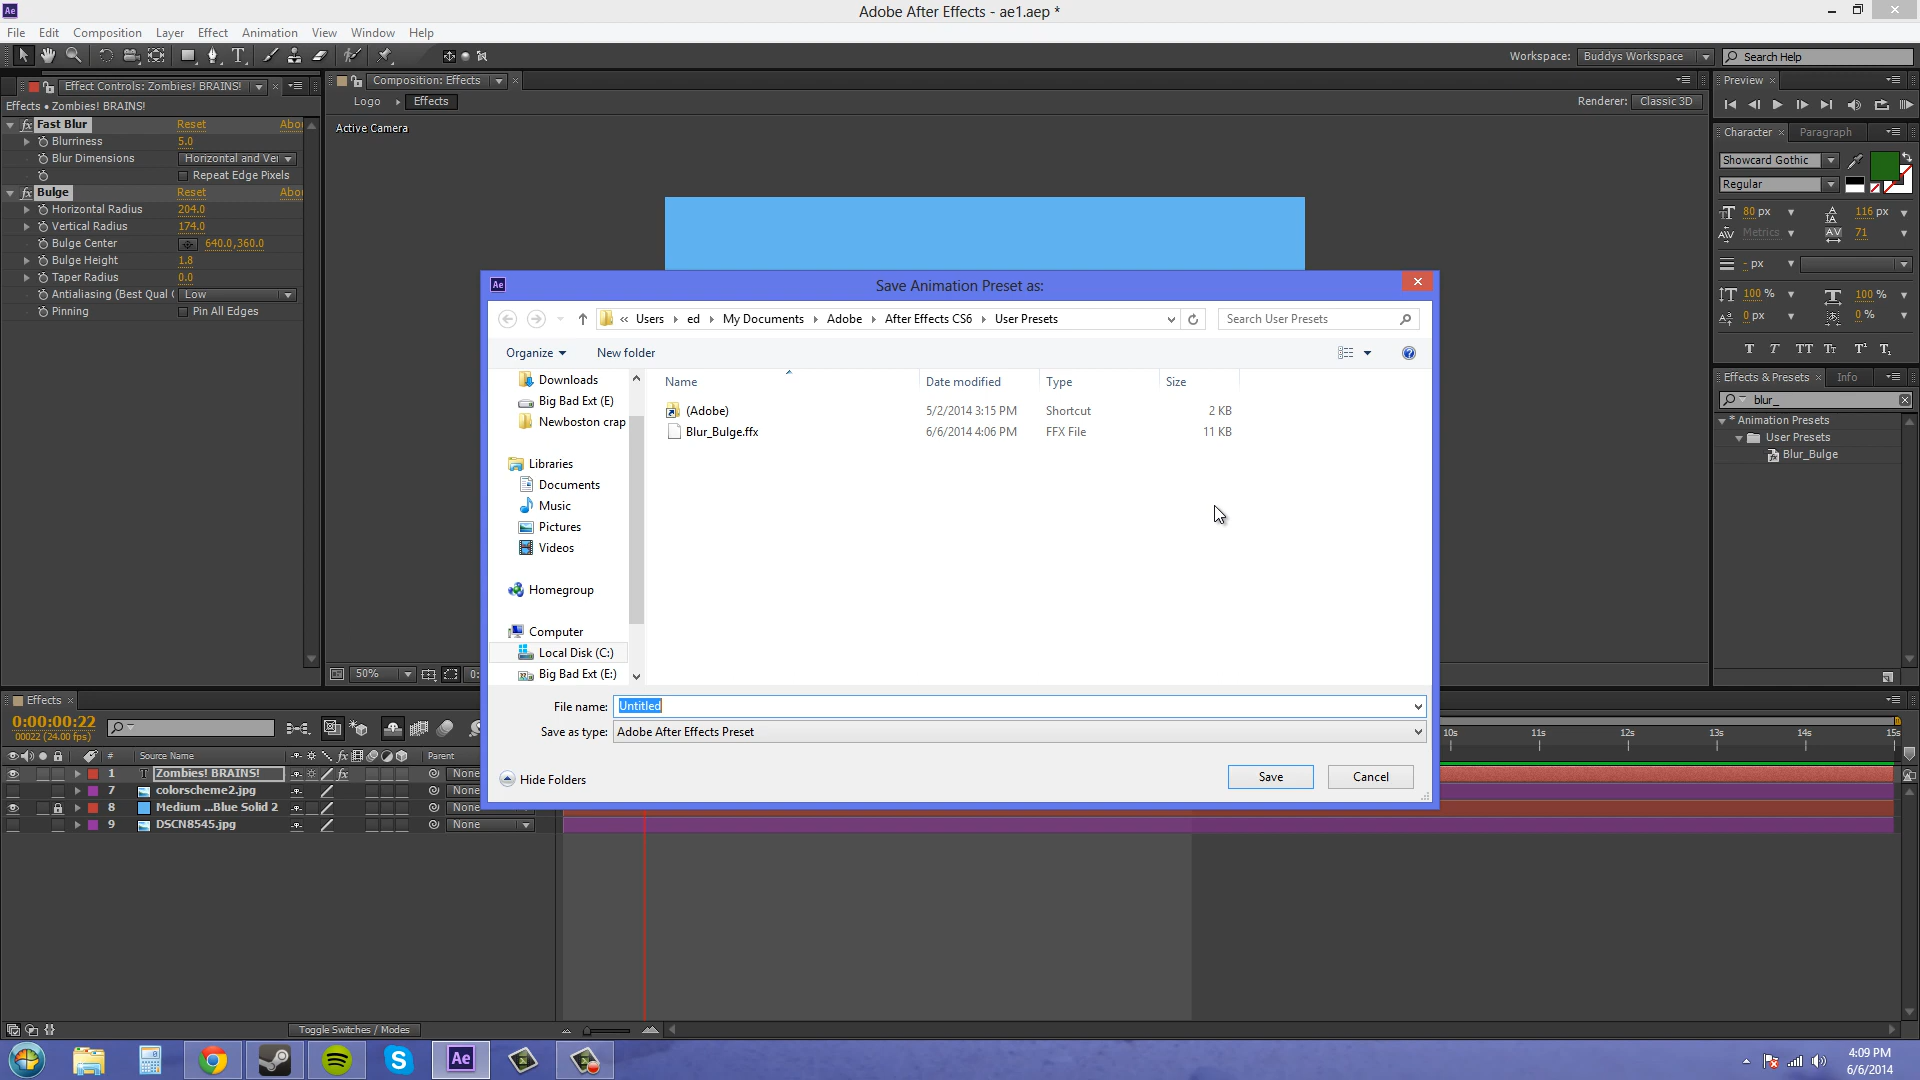 Ae
Adobe After Effects - ae1.aep *
File Edit Composition Layer Effect Animation View Window Help
Workspace: Buddys Workspace Search Help
Effect Controls: Zombies! BRAINS!
Effects • Zombies! BRAINS!
fx Fast Blur Reset Abou
Blurriness 5.0
Blur Dimensions Horizontal and Ver
Repeat Edge Pixels
fx Bulge Reset Abou
Horizontal Radius 204.0
Vertical Radius 174.0
Bulge Center 640.0,360.0
Bulge Height 1.8
Taper Radius 0.0
Antialiasing (Best Qual ( Low
Pinning Pin All Edges
Composition: Effects
Logo Effects
Renderer: Classic 3D
Active Camera
50%
Preview
Character Paragraph
Showcard Gothic
Regular
80 px 116 px
Metrics 71
- px
100 % 100 %
0 px 0 %
T T TT Tt T¹ T,
Effects & Presets Info
blur_
* Animation Presets
User Presets
Blur_Bulge
Ae
Save Animation Preset as:
« Users ed My Documents Adobe After Effects CS6 User Presets
Search User Presets
Organize New folder
Downloads
Big Bad Ext (E)
Newboston crap
Libraries
Documents
Music
Pictures
Videos
Homegroup
Computer
Local Disk (C:)
Big Bad Ext (E:)
Name Date modified Type Size
(Adobe) 5/2/2014 3:15 PM Shortcut 2 KB
Blur_Bulge.ffx 6/6/2014 4:06 PM FFX File 11 KB
File name: Untitled
Save as type: Adobe After Effects Preset
Hide Folders Save Cancel
Effects
0:00:00:22
00022 (24.00 fps)
# Source Name fx Parent
1 T Zombies! BRAINS! fx None
7 colorscheme2.jpg None
8 Medium ...Blue Solid 2 None
9 DSCN8545.jpg None
10s 11s 12s 13s 14s 15s
Toggle Switches / Modes
Ae
4:09 PM
6/6/2014